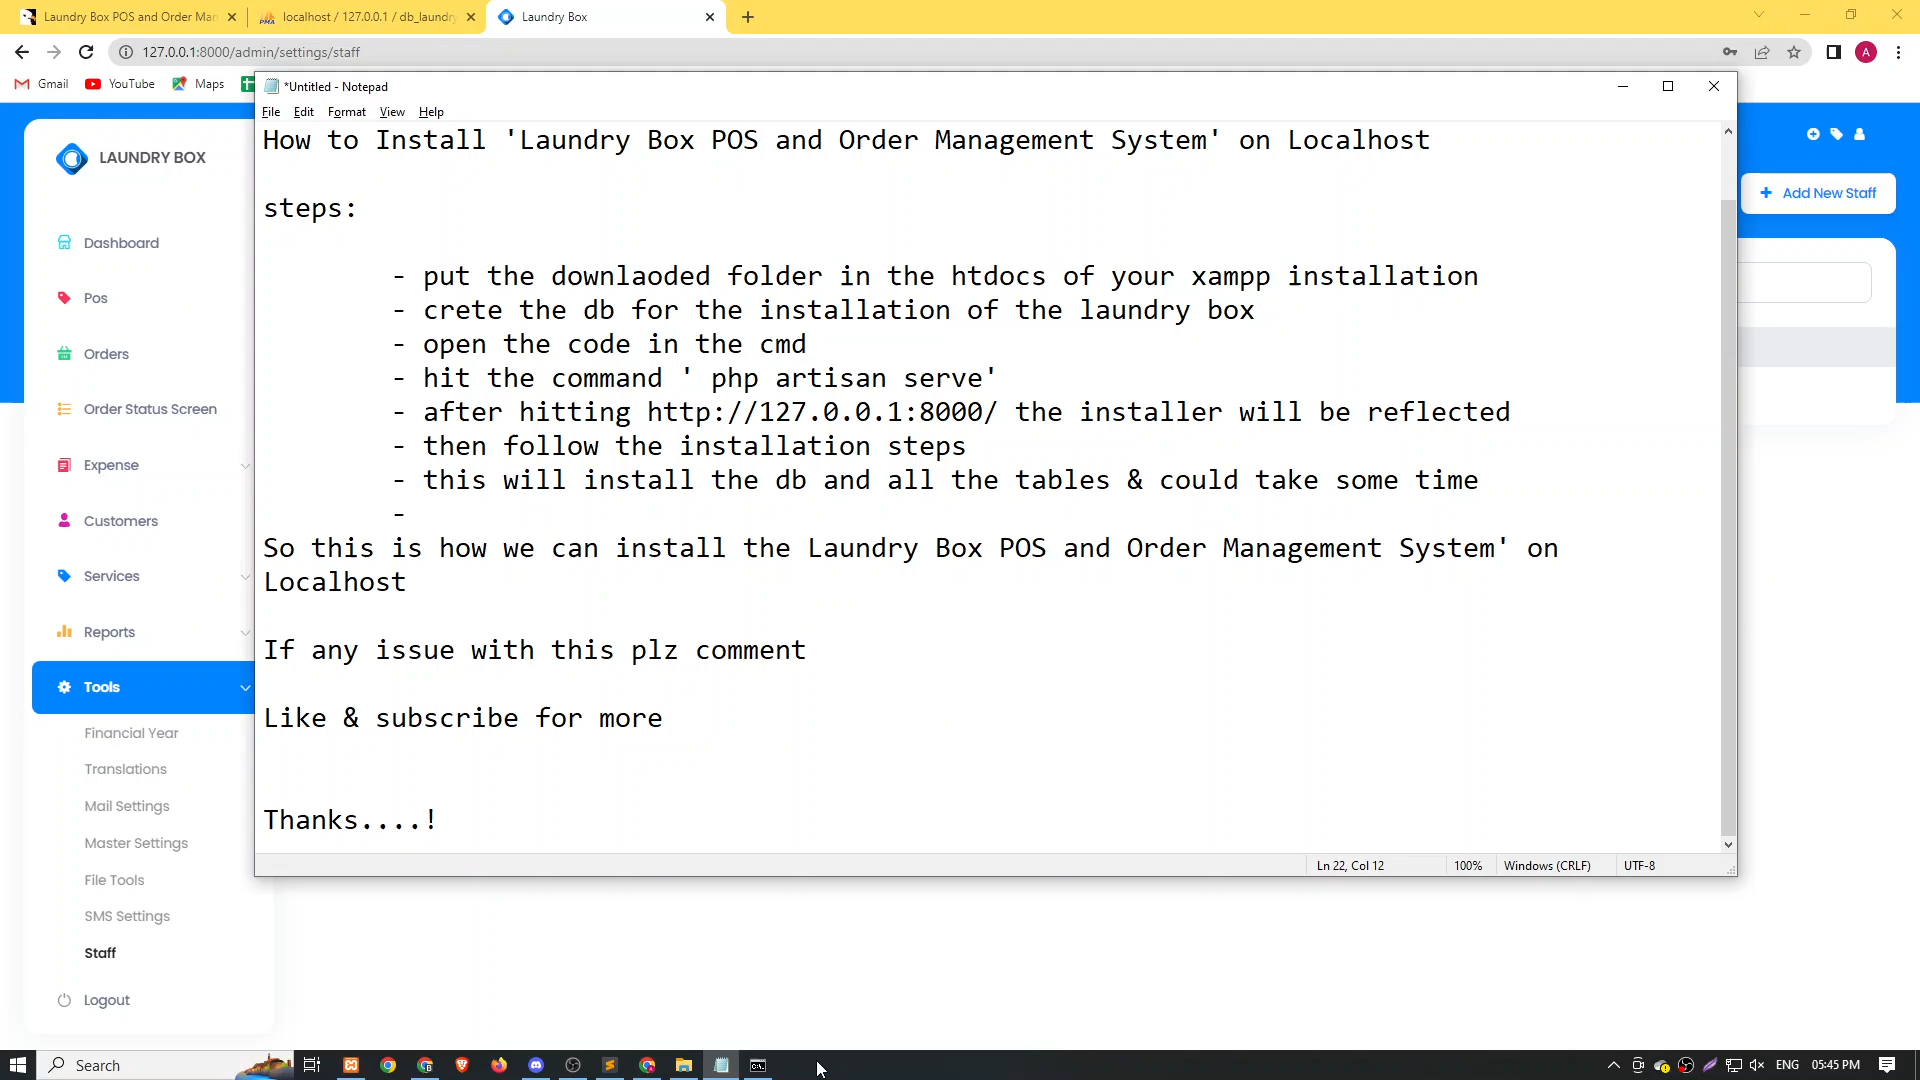 Laundry Box POS and Order Man
localhost / 127.0.0.1 / db_laundry
Laundry Box
127.0.0.1:8000/admin/settings/staff
A
Gmail
YouTube
Maps
*Untitled - Notepad
File Edit Format View Help
How to Install 'Laundry Box POS and Order Management System' on Localhost
steps:
- put the downlaoded folder in the htdocs of your xampp installation
- crete the db for the installation of the laundry box
- open the code in the cmd
- hit the command ' php artisan serve'
- after hitting http://127.0.0.1:8000/ the installer will be reflected
- then follow the installation steps
- this will install the db and all the tables & could take some time
-
So this is how we can install the Laundry Box POS and Order Management System' on
Localhost
If any issue with this plz comment
Like & subscribe for more
Thanks....!
Ln 22, Col 12
100%
Windows (CRLF)
UTF-8
LAUNDRY BOX
Dashboard
Pos
Orders
Order Status Screen
Expense
Customers
Services
Reports
Tools
Financial Year
Translations
Mail Settings
Master Settings
File Tools
SMS Settings
Staff
Logout
+ Add New Staff
Search
ENG
05:45 PM